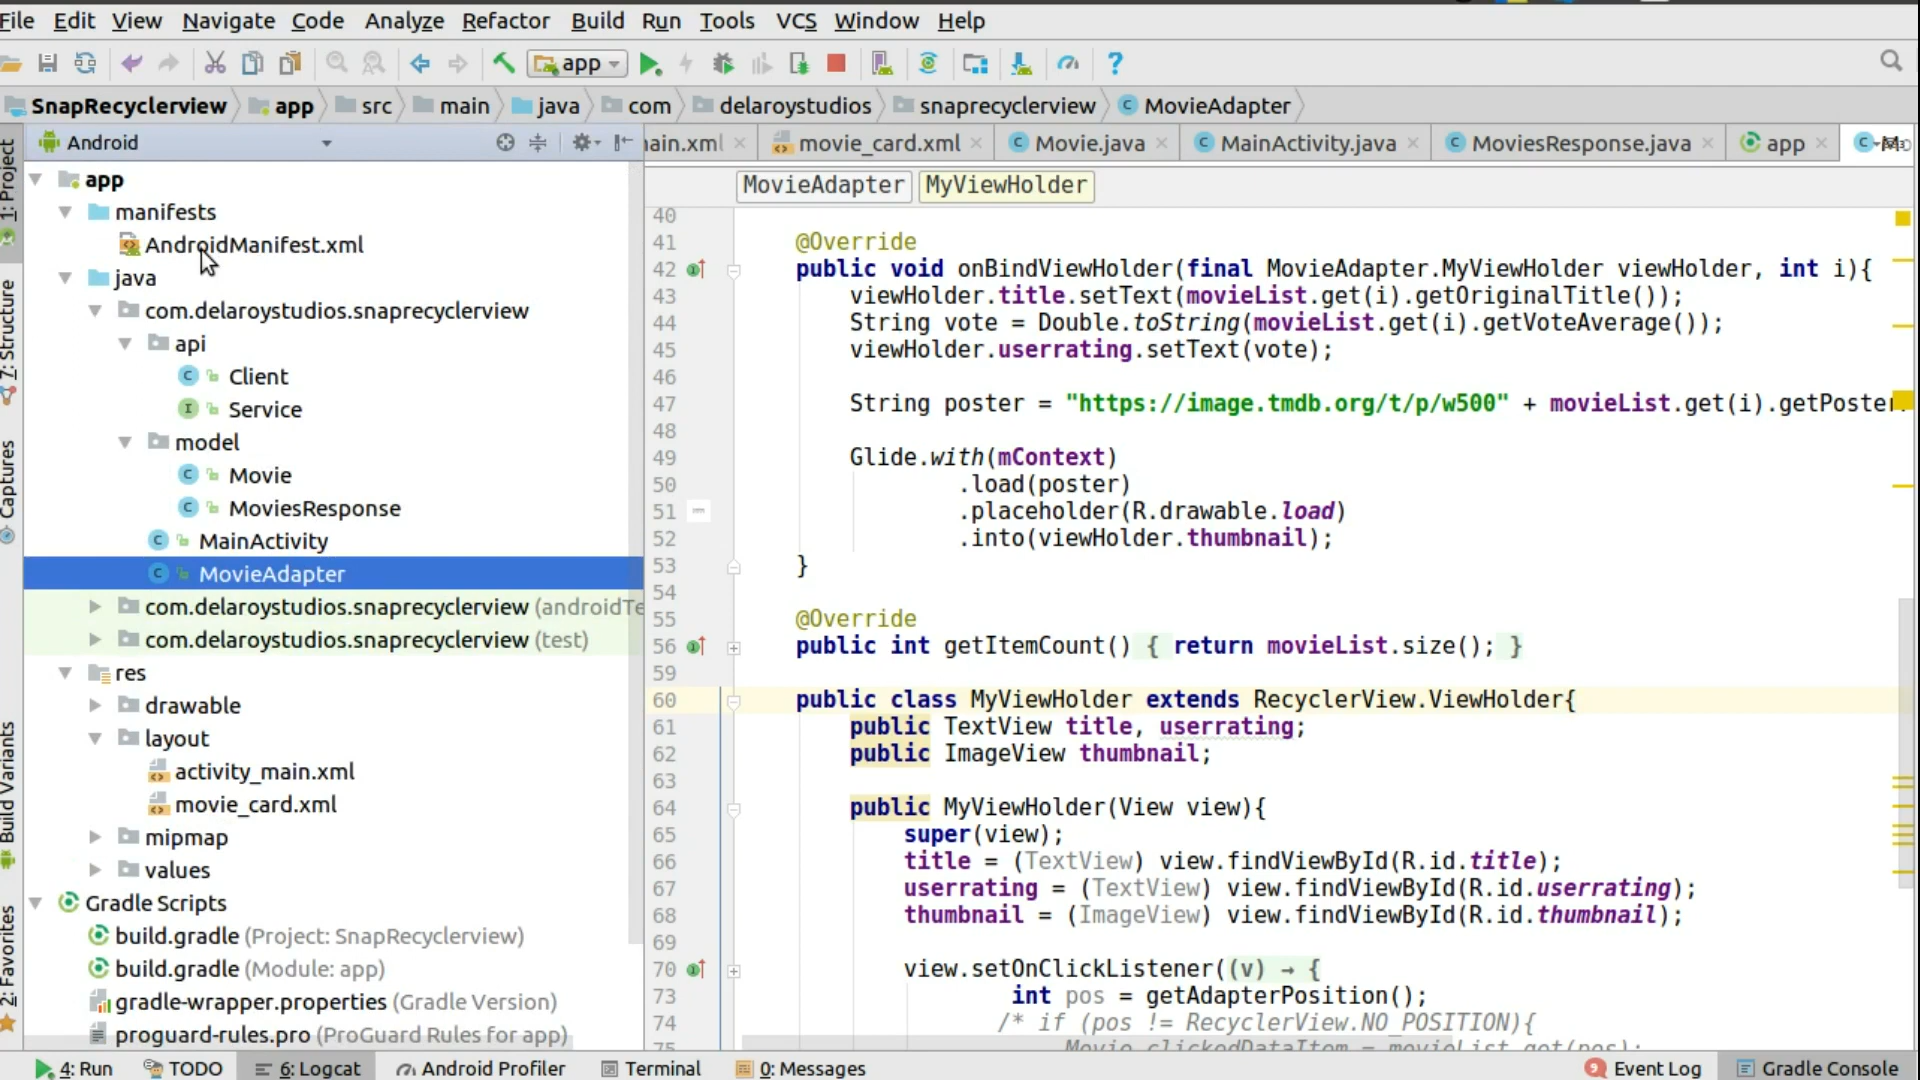 File Edit View Navigate Code Analyze Refactor Build Run Tools VCS Window Help
app
SnapRecyclerview app src main java com delaroystudios snaprecyclerview MovieAdapter
Android
ain.xml movie_card.xml Movie.java MainActivity.java MoviesResponse.java app
MovieAdapter MyViewHolder
1: Project
7: Structure
Captures
Build Variants
2: Favorites
app
manifests
AndroidManifest.xml
java
com.delaroystudios.snaprecyclerview
api
Client
Service
model
Movie
MoviesResponse
MainActivity
MovieAdapter
com.delaroystudios.snaprecyclerview (androidTe
com.delaroystudios.snaprecyclerview (test)
res
drawable
layout
activity_main.xml
movie_card.xml
mipmap
values
Gradle Scripts
build.gradle (Project: SnapRecyclerview)
build.gradle (Module: app)
gradle-wrapper.properties (Gradle Version)
proguard-rules.pro (ProGuard Rules for app)
40
41 @Override
42 public void onBindViewHolder(final MovieAdapter.MyViewHolder viewHolder, int i){
43 viewHolder.title.setText(movieList.get(i).getOriginalTitle());
44 String vote = Double.toString(movieList.get(i).getVoteAverage());
45 viewHolder.userrating.setText(vote);
46
47 String poster = "https://image.tmdb.org/t/p/w500" + movieList.get(i).getPoster
48
49 Glide.with(mContext)
50 .load(poster)
51 .placeholder(R.drawable.load)
52 .into(viewHolder.thumbnail);
53 }
54
55 @Override
56 public int getItemCount() { return movieList.size(); }
59
60 public class MyViewHolder extends RecyclerView.ViewHolder{
61 public TextView title, userrating;
62 public ImageView thumbnail;
63
64 public MyViewHolder(View view){
65 super(view);
66 title = (TextView) view.findViewById(R.id.title);
67 userrating = (TextView) view.findViewById(R.id.userrating);
68 thumbnail = (ImageView) view.findViewById(R.id.thumbnail);
69
70 view.setOnClickListener((v) → {
73 int pos = getAdapterPosition();
74 /* if (pos != RecyclerView.NO_POSITION){
75 Movie clickedDataItem = movieList.get(pos);
4: Run TODO 6: Logcat Android Profiler Terminal 0: Messages 9 Event Log Gradle Console